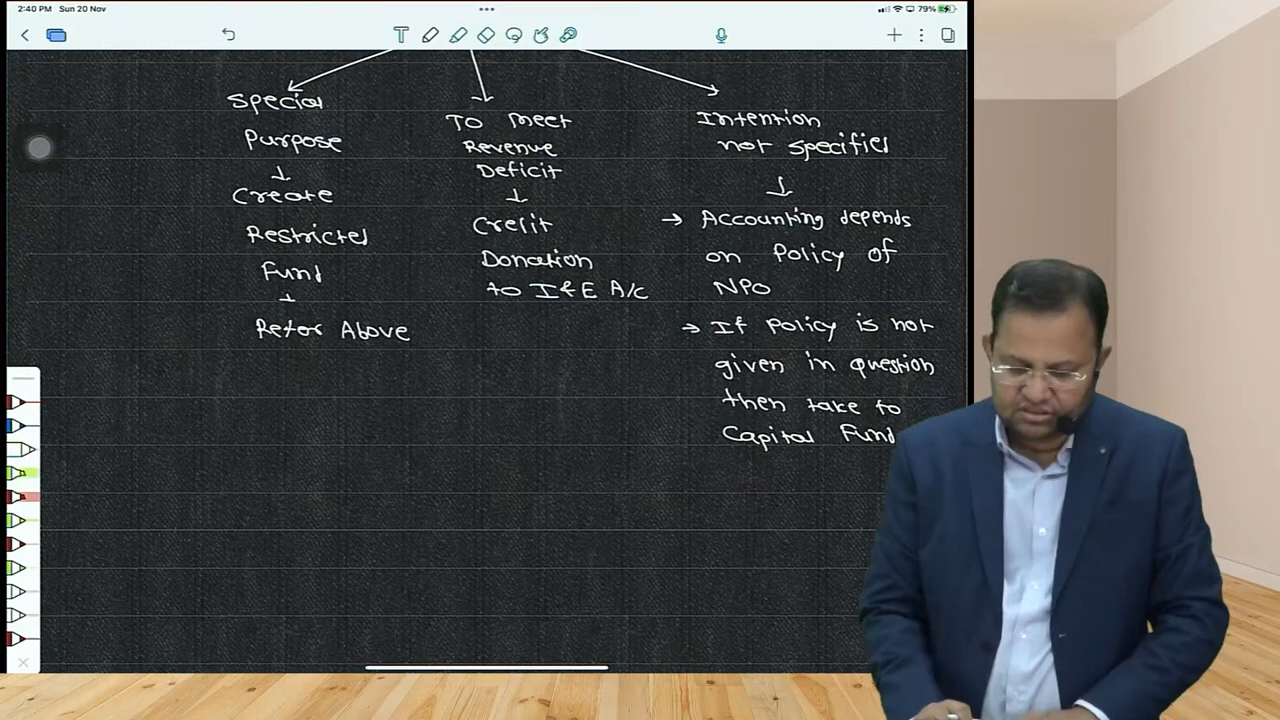 2:40 PM Sun 20 Nov
79%
T
Special
Purpose
Create
Restricted
Fund
Refer Above
To meet
Revenue
Deficit
Credit
Donation
to I&E A/c
Intention
not specified
→ Accounting depends
on Policy of
NPO
→ If policy is not
given in question
then take to
Capital Fund